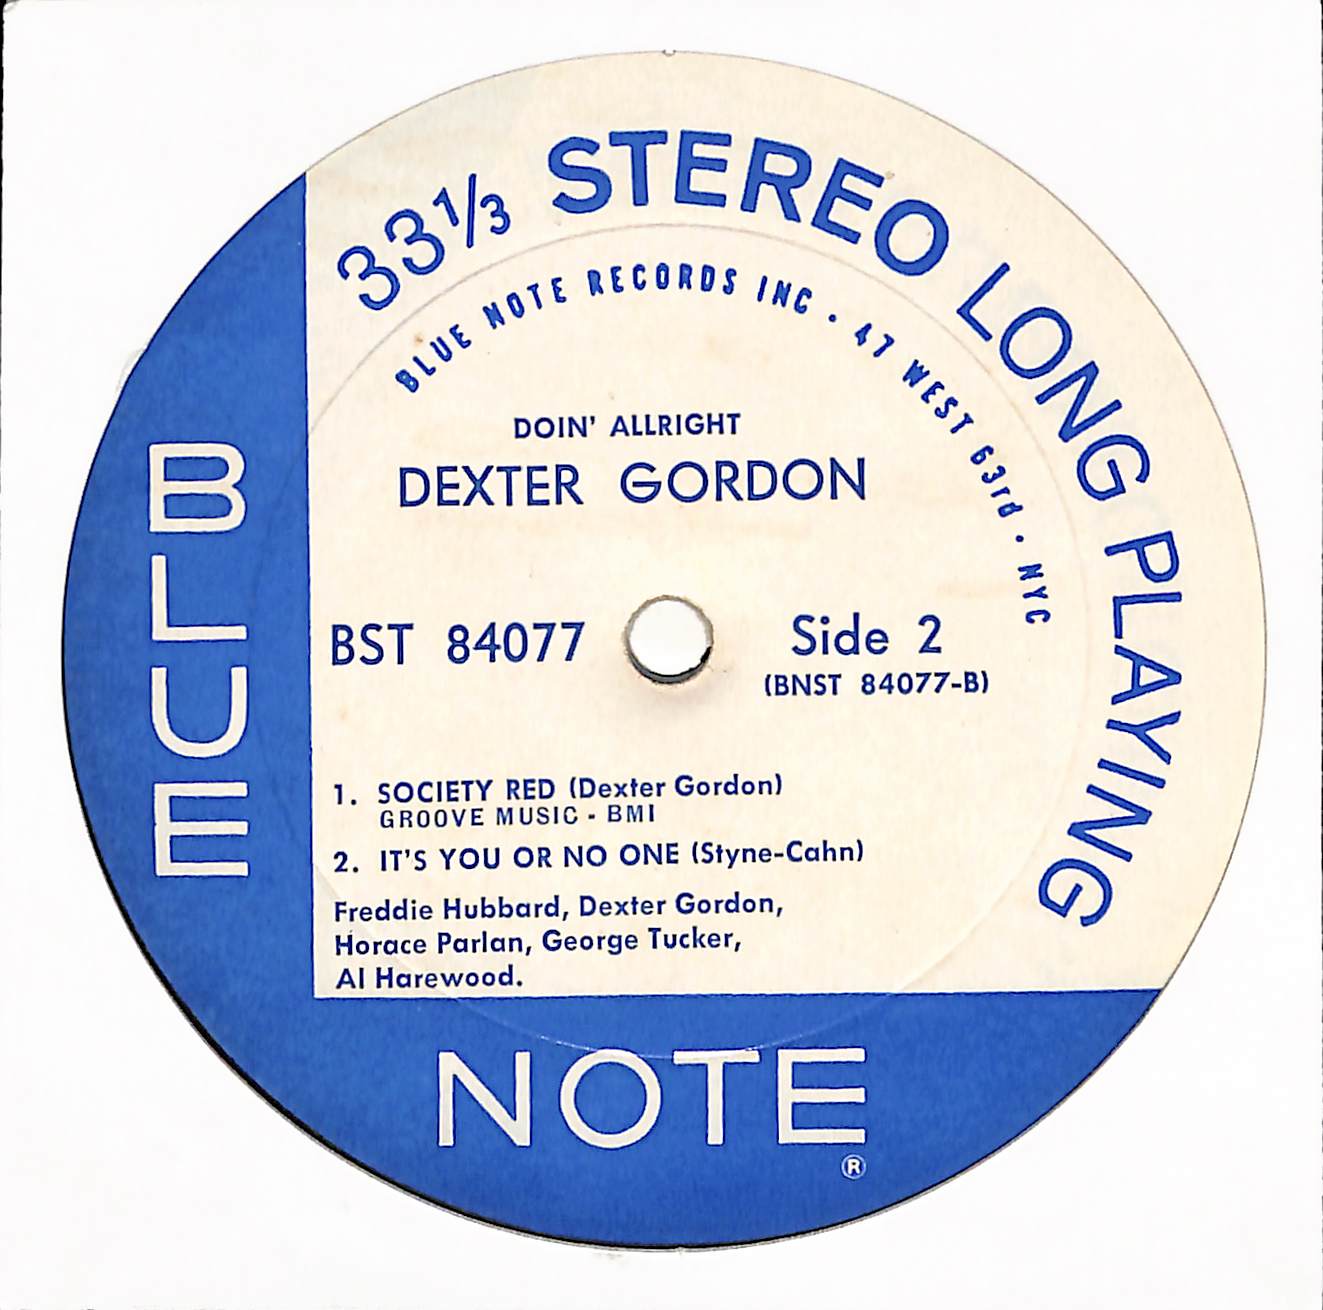 33⅓ STEREO LONG PLAYING
BLUE NOTE RECORDS INC • 47 WEST 63rd • NYC
DOIN' ALLRIGHT
DEXTER GORDON
BST 84077
Side 2
(BNST 84077-B)
1. SOCIETY RED (Dexter Gordon)
GROOVE MUSIC - BMI
2. IT'S YOU OR NO ONE (Styne-Cahn)
Freddie Hubbard, Dexter Gordon,
Horace Parlan, George Tucker,
Al Harewood.
BLUE
NOTE
®